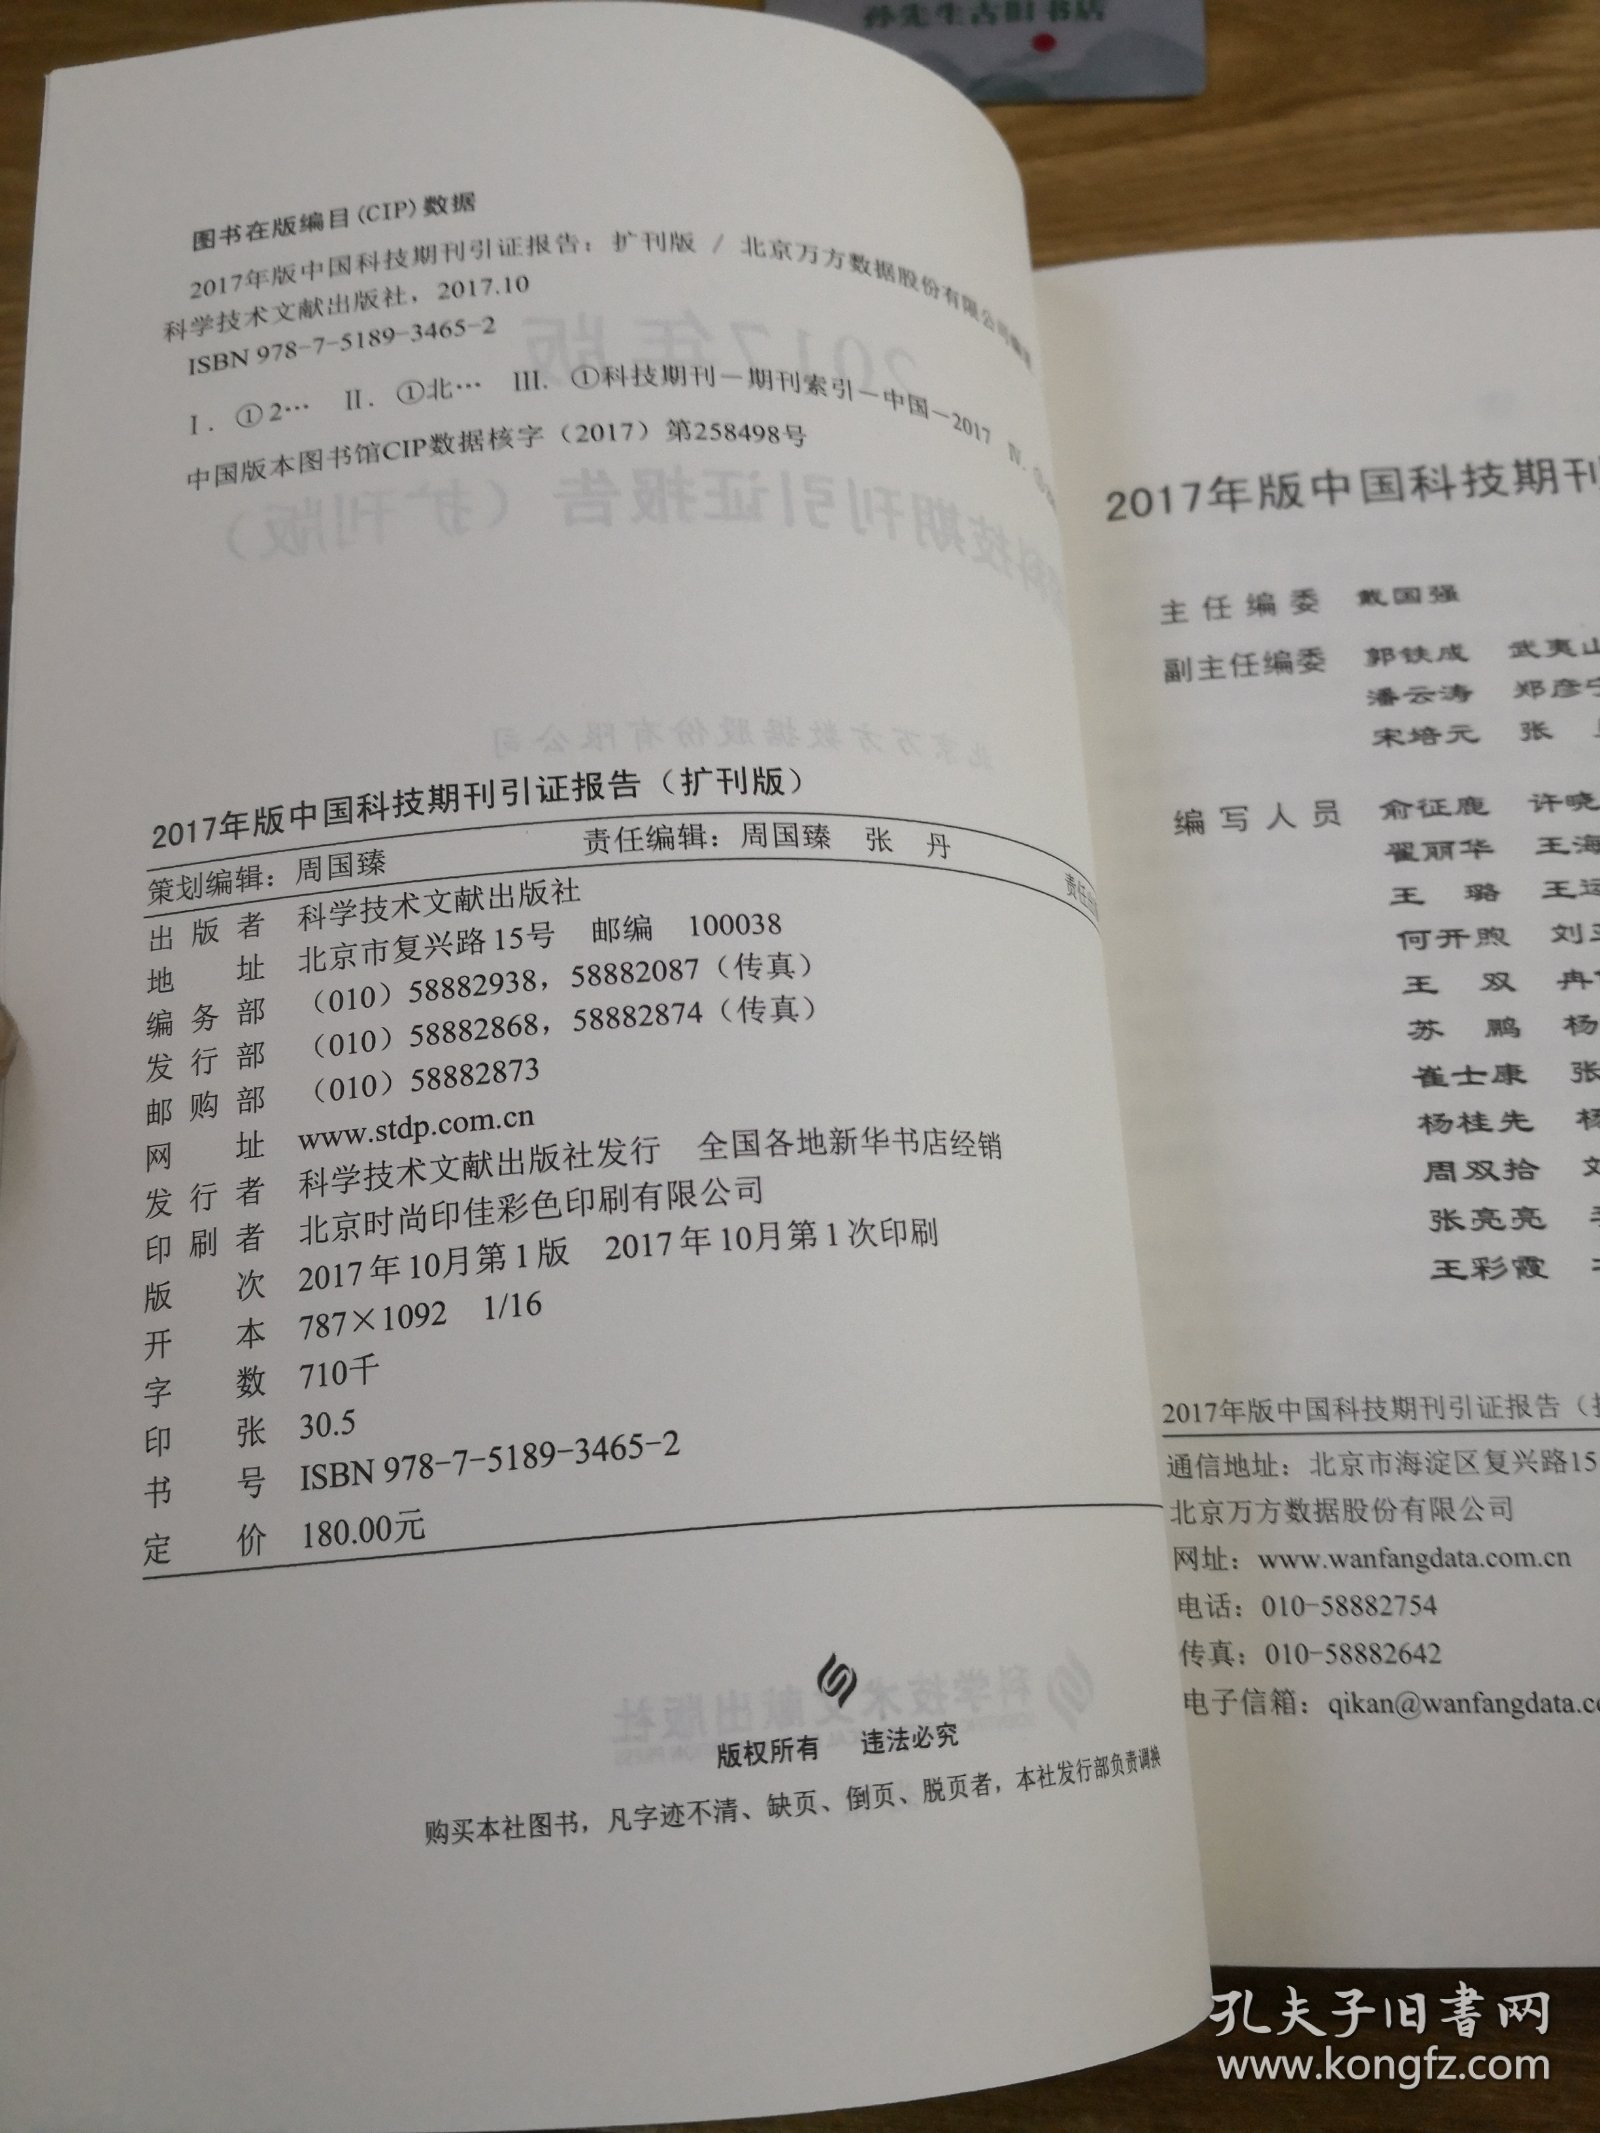 孙先生古旧书店
图书在版编目(CIP)数据
2017年版中国科技期刊引证报告：扩刊版 / 北京万方数据股份有限公司编著
科学技术文献出版社，2017.10
ISBN 978-7-5189-3465-2
Ⅰ. ①2… Ⅱ. ①北… Ⅲ. ①科技期刊－期刊索引－中国－2017 Ⅳ.
中国版本图书馆CIP数据核字（2017）第258498号
2017年版中国科技期刊引证报告（扩刊版）
策划编辑：周国臻 责任编辑：周国臻 张 丹 责任
出版者 科学技术文献出版社
地 址 北京市复兴路15号 邮编 100038
编务部 （010）58882938，58882087（传真）
发行部 （010）58882868，58882874（传真）
邮购部 （010）58882873
网 址 www.stdp.com.cn
发行者 科学技术文献出版社发行 全国各地新华书店经销
印刷者 北京时尚印佳彩色印刷有限公司
版 次 2017年10月第1版 2017年10月第1次印刷
开 本 787×1092 1/16
字 数 710千
印 张 30.5
书 号 ISBN 978-7-5189-3465-2
定 价 180.00元
版权所有 违法必究
购买本社图书，凡字迹不清、缺页、倒页、脱页者，本社发行部负责调换
2017年版中国科技期刊
主任编委 戴国强
副主任编委 郭铁成 武夷山
潘云涛 郑彦宁
宋培元 张
编写人员 俞征鹿 许晓
翟丽华 王海
王 璐 王运
何开煦 刘玉
王 双 冉
苏 鹏 杨
崔士康 张
杨桂先 杨
周双拾 刘
张亮亮
王彩霞
2017年版中国科技期刊引证报告（扩
通信地址：北京市海淀区复兴路15
北京万方数据股份有限公司
网址：www.wanfangdata.com.cn
电话：010-58882754
传真：010-58882642
电子信箱：qikan@wanfangdata.co
孔夫子旧书网
www.kongfz.com